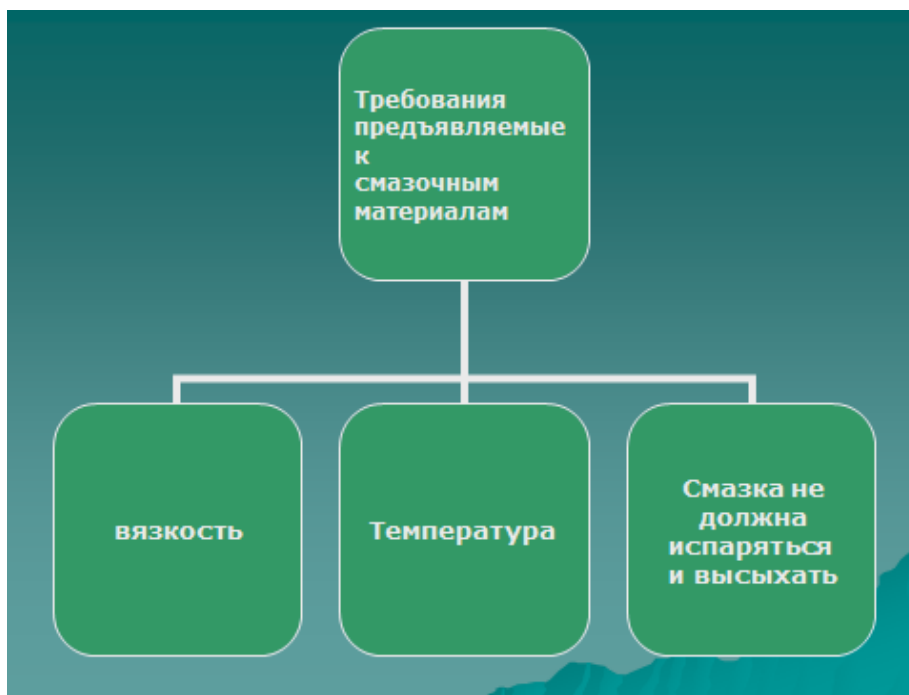 Требования
предъявляемые
к
смазочным
материалам
вязкость
Температура
Смазка не
должна
испаряться
и высыхать